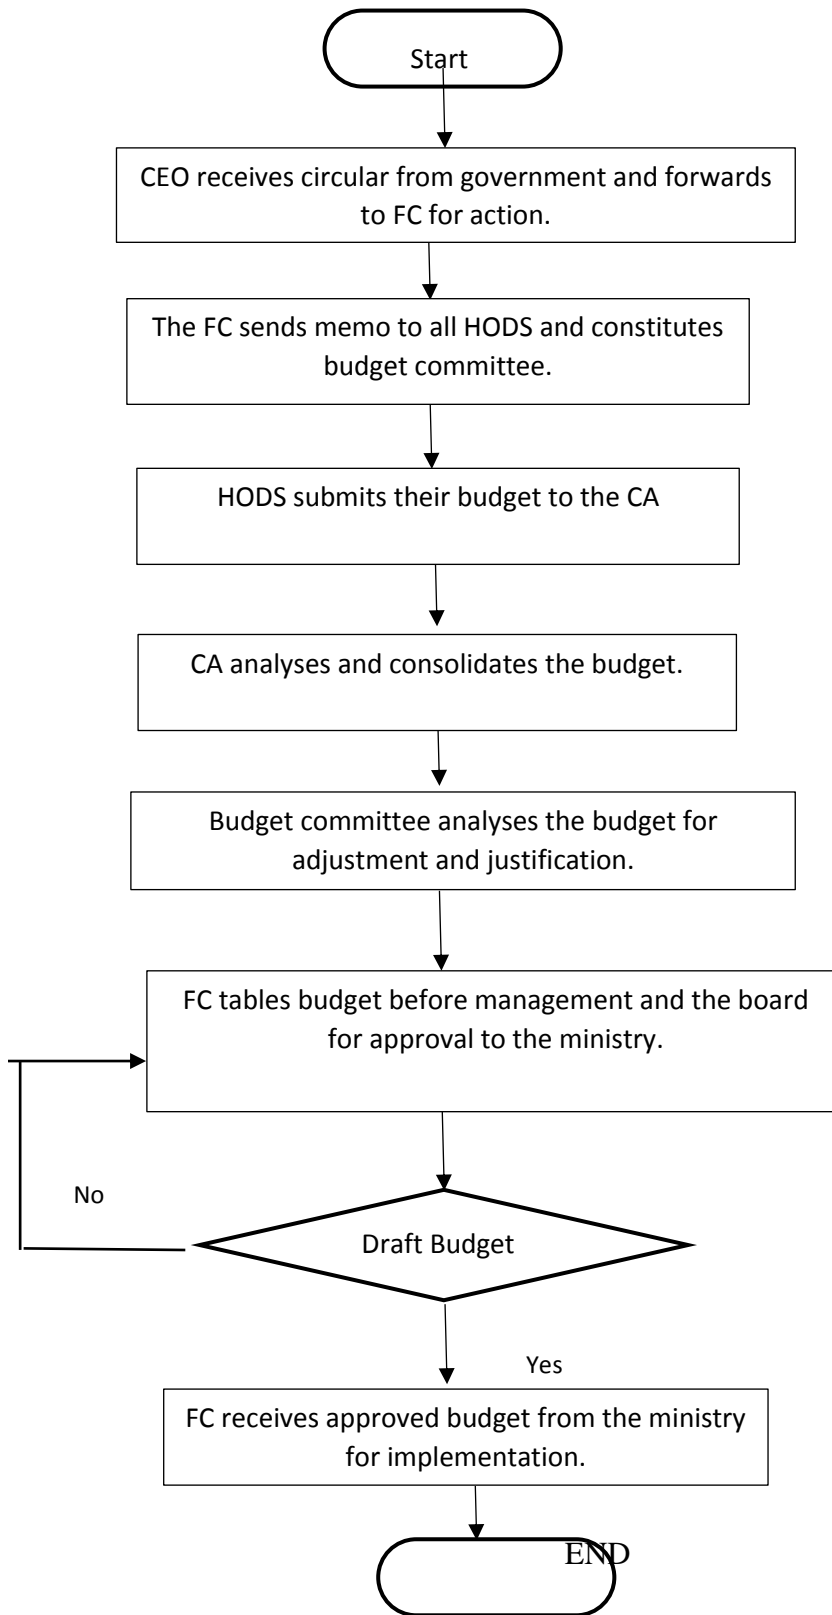 Start
CEO receives circular from government and forwards
to FC for action.
The FC sends memo to all HODS and constitutes
budget committee.
HODS submits their budget to the CA
CA analyses and consolidates the budget.
Budget committee analyses the budget for
adjustment and justification.
FC tables budget before management and the board
for approval to the ministry.
No
Draft Budget
Yes
FC receives approved budget from the ministry
for implementation.
END